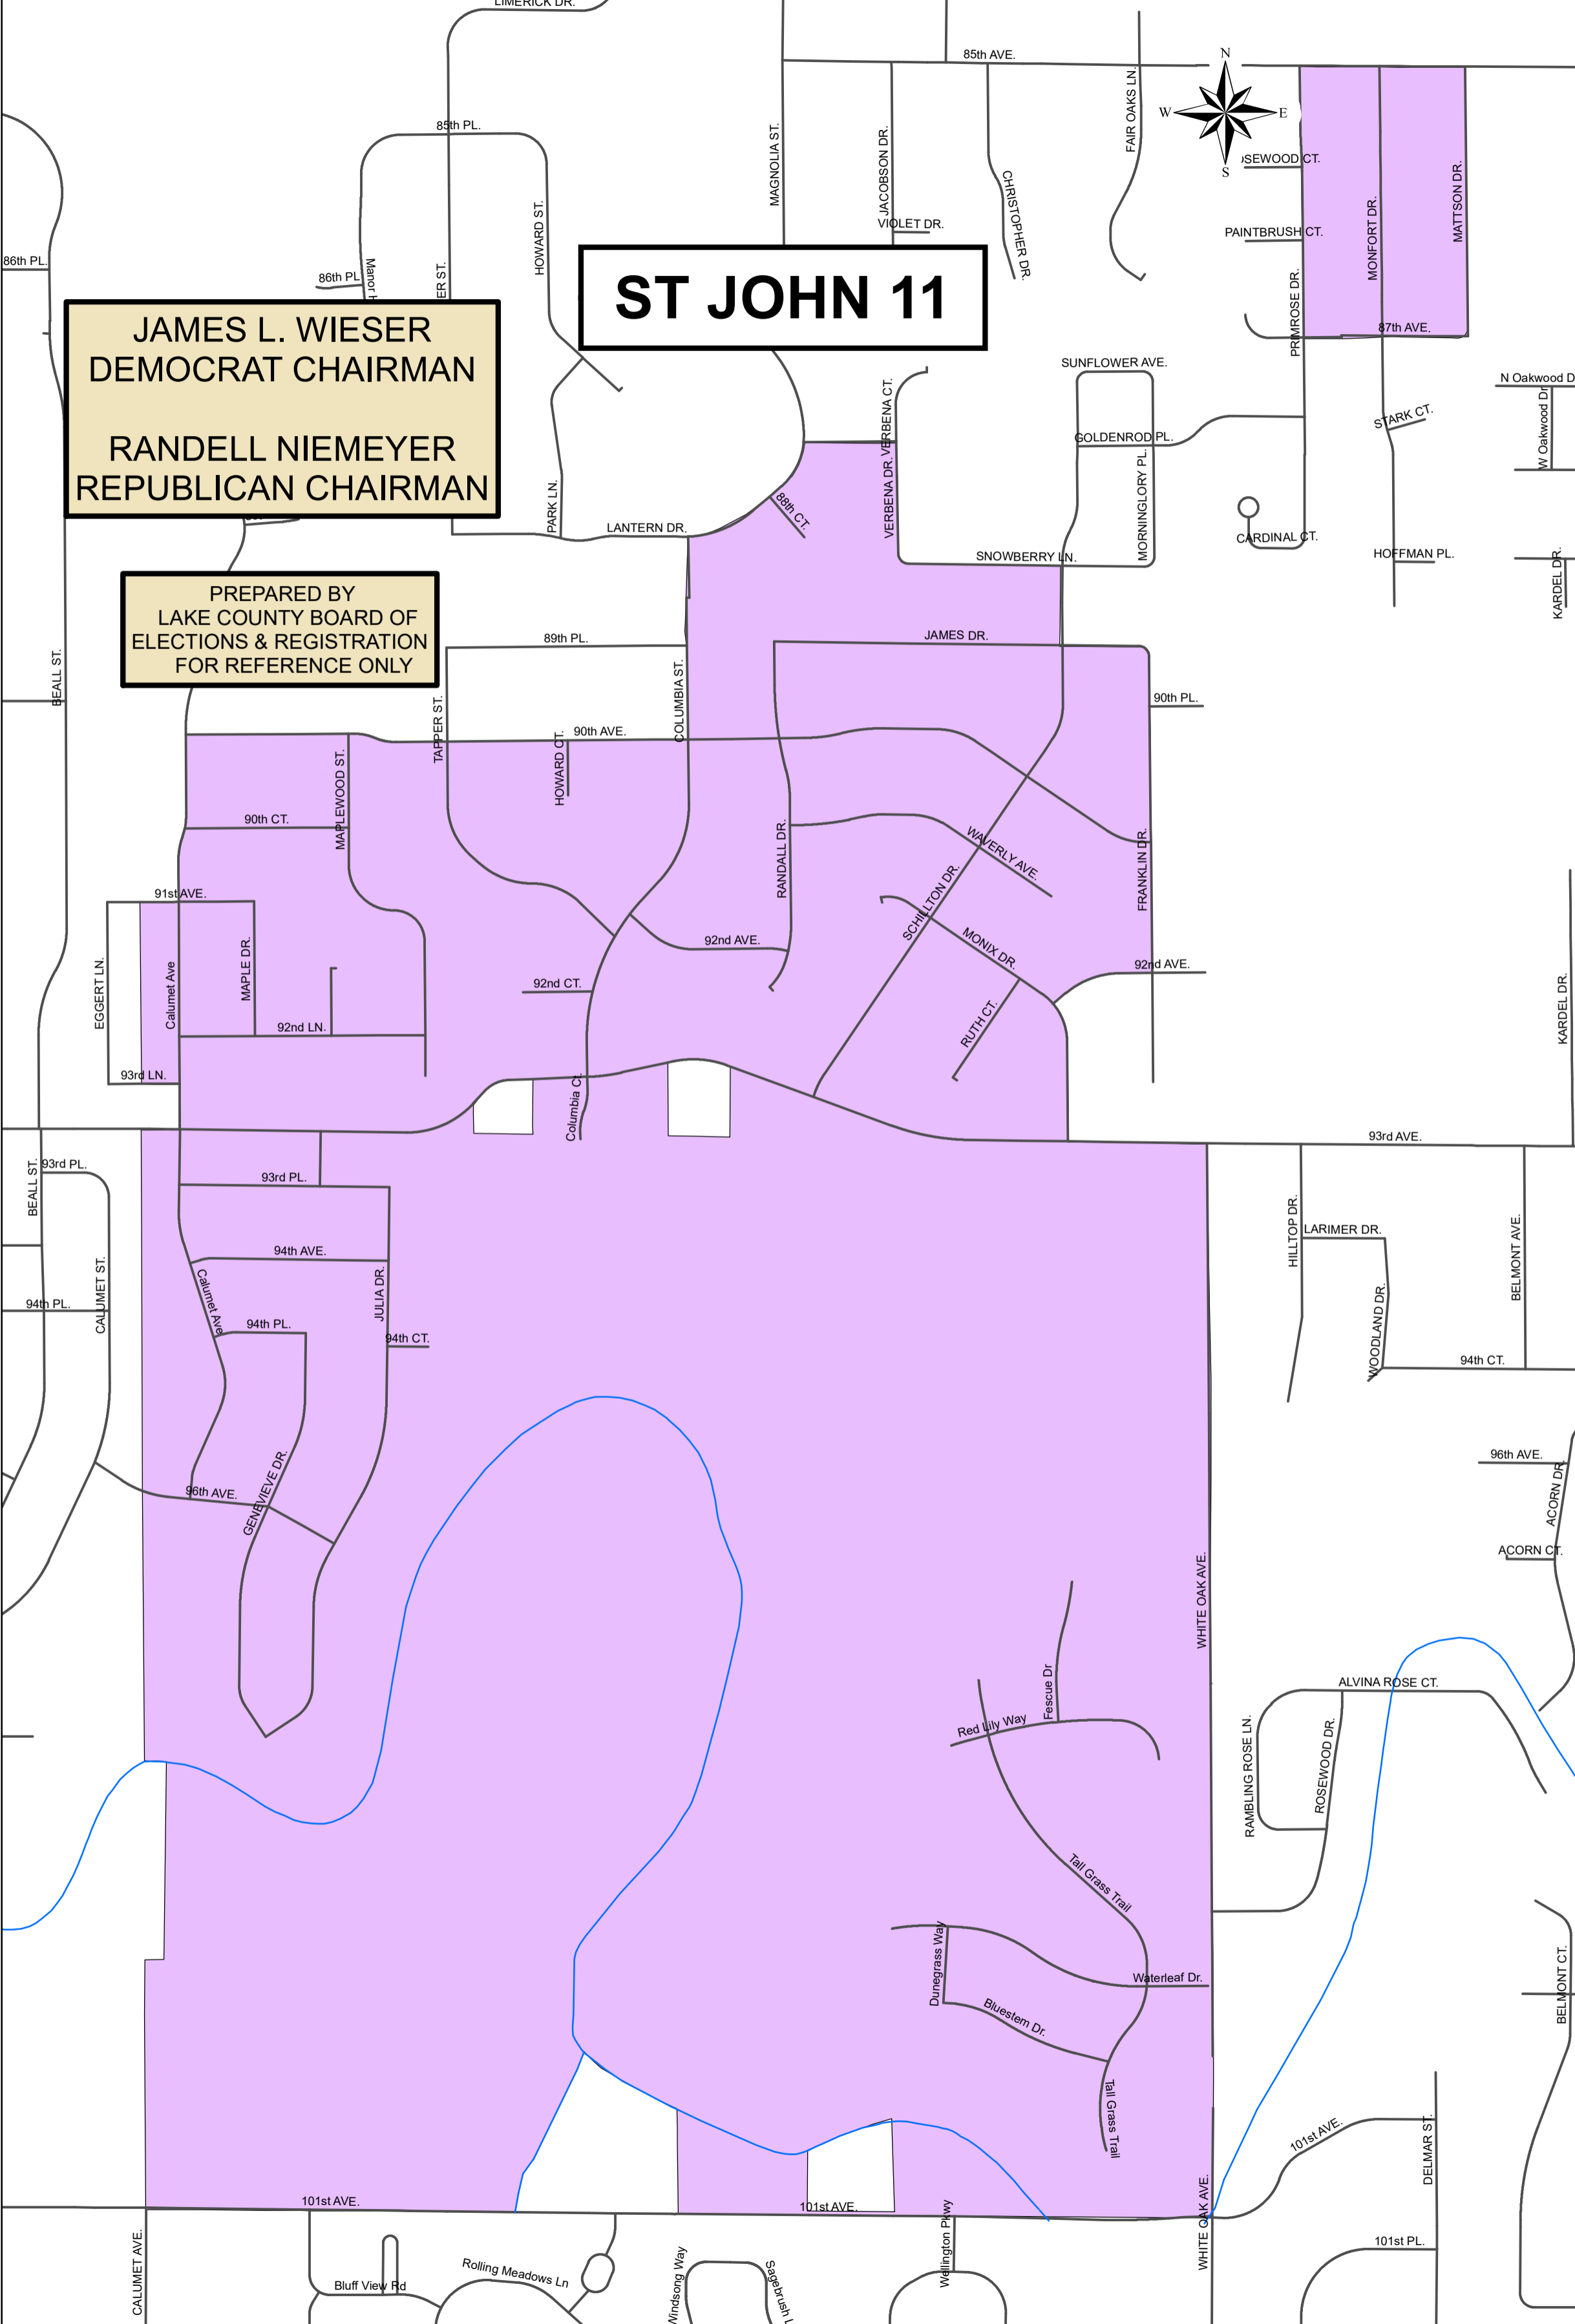 LIMERICK DR.
85th AVE.
N
W
E
S
85th PL.
MAGNOLIA ST.
JACOBSON DR.
FAIR OAKS LN.
CHRISTOPHER DR.
VIOLET DR.
HOWARD ST.
PAINTBRUSH CT.
MONFORT DR.
MATTSON DR.
PRIMROSE DR.
87th AVE.
86th PL.
86th PL
ST JOHN 11
JAMES L. WIESER
DEMOCRAT CHAIRMAN
RANDELL NIEMEYER
REPUBLICAN CHAIRMAN
SUNFLOWER AVE.
VERBENA CT.
VERBENA DR.
GOLDENROD PL.
MORNINGLORY PL.
STARK CT.
N Oakwood D
W Oakwood Dr
PARK LN.
LANTERN DR.
88th CT.
SNOWBERRY LN.
CARDINAL CT.
HOFFMAN PL.
KARDEL DR.
PREPARED BY
LAKE COUNTY BOARD OF
ELECTIONS & REGISTRATION
FOR REFERENCE ONLY
BEALL ST.
89th PL.
JAMES DR.
COLUMBIA ST.
TAPPER ST.
90th PL.
90th AVE.
HOWARD CT.
MAPLEWOOD ST.
90th CT.
RANDALL DR.
WAVERLY AVE.
FRANKLIN DR.
SCHILLTON DR.
91st AVE.
EGGERT LN.
Calumet Ave
MAPLE DR.
92nd AVE.
MONIX DR.
92nd AVE.
92nd CT.
RUTH CT.
92nd LN.
KARDEL DR.
93rd LN.
Columbia Ct.
93rd AVE.
BEALL ST.
93rd PL.
93rd PL.
CALUMET ST.
94th AVE.
Calumet Ave
JULIA DR.
94th PL.
94th PL.
94th CT.
HILLTOP DR.
LARIMER DR.
WOODLAND DR.
BELMONT AVE.
94th CT.
96th AVE.
GENEVIEVE DR.
96th AVE.
ACORN DR.
ACORN CT.
WHITE OAK AVE.
Fescue Dr
Red Lily Way
ALVINA ROSE CT.
RAMBLING ROSE LN.
ROSEWOOD DR.
Tall Grass Trail
Dunegrass Way
Waterleaf Dr.
Bluestem Dr.
BELMONT CT.
Tall Grass Trail
101st AVE.
DELMAR ST.
101st AVE.
101st AVE.
WHITE OAK AVE.
Wellington Pkwy
101st PL.
CALUMET AVE.
Bluff View Rd
Rolling Meadows Ln
Windsong Way
Sagebrush L